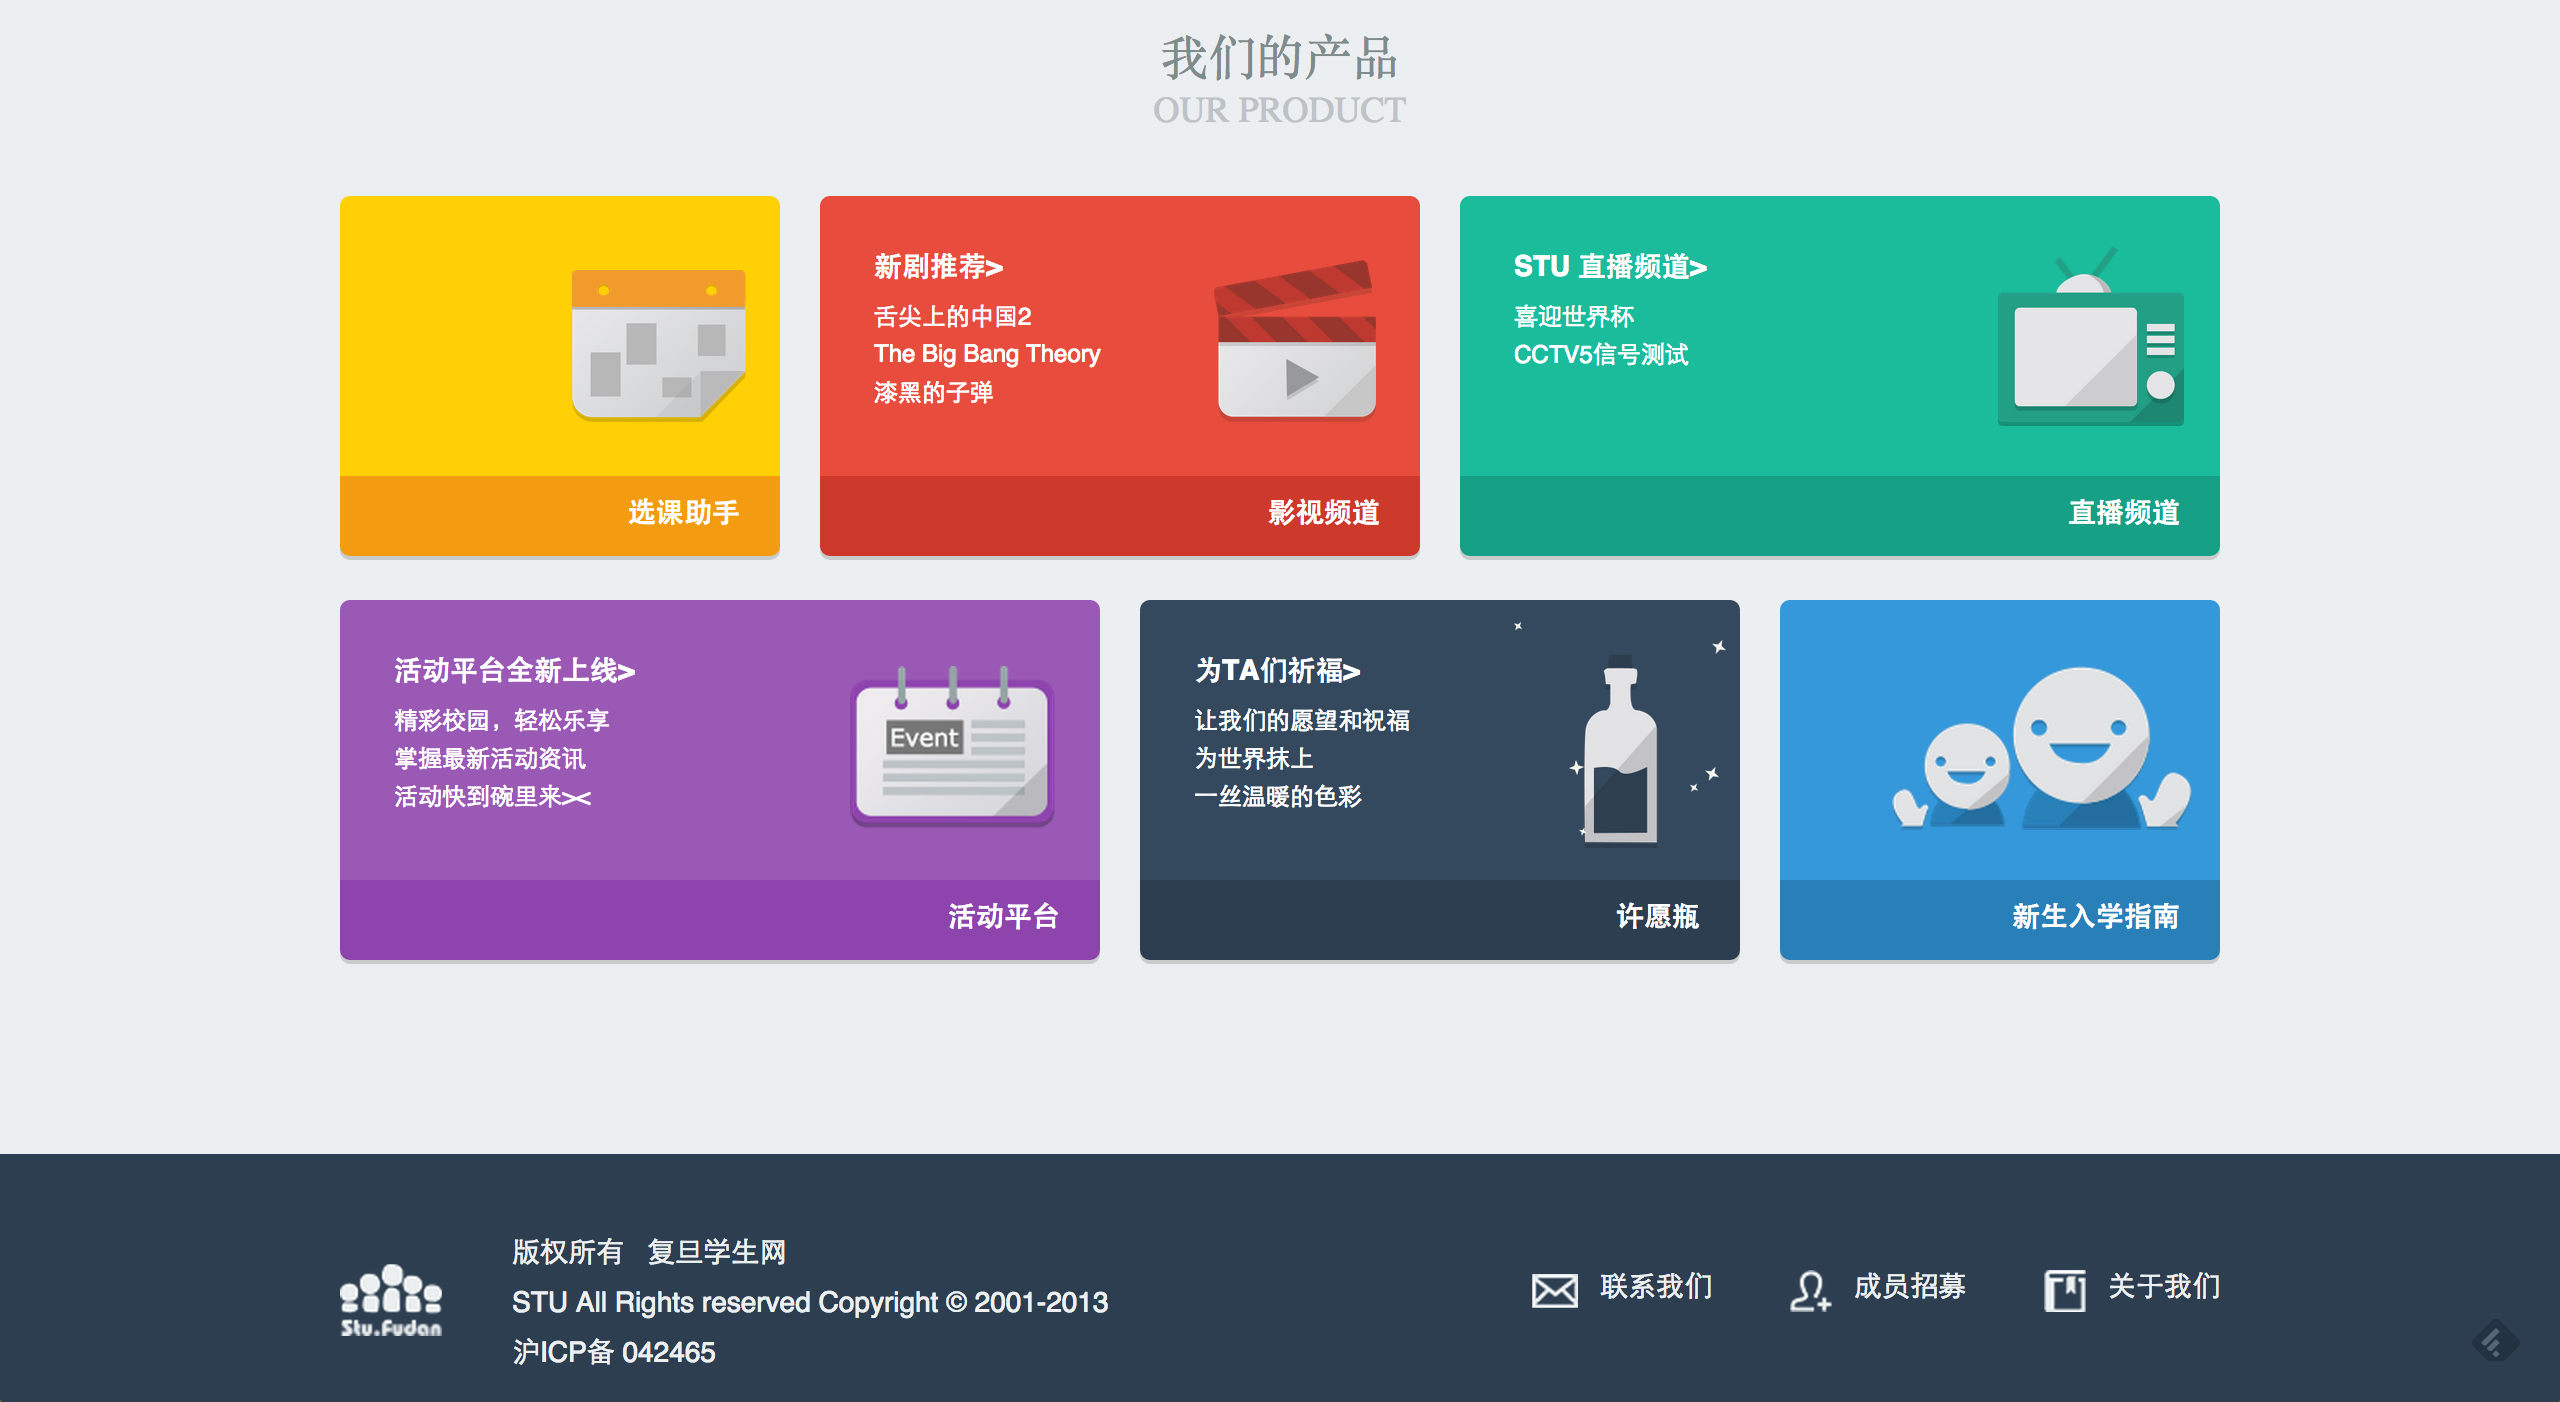 我们的产品
OUR PRODUCT
选课助手
新剧推荐>
舌尖上的中国2
The Big Bang Theory
漆黑的子弹
影视频道
STU 直播频道>
喜迎世界杯
CCTV5信号测试
直播频道
活动平台全新上线>
精彩校园，轻松乐享
掌握最新活动资讯
活动快到碗里来><
Event
活动平台
为TA们祈福>
让我们的愿望和祝福
为世界抹上
一丝温暖的色彩
许愿瓶
新生入学指南
Stu.Fudan
版权所有 复旦学生网
STU All Rights reserved Copyright © 2001-2013
沪ICP备 042465
联系我们
成员招募
关于我们